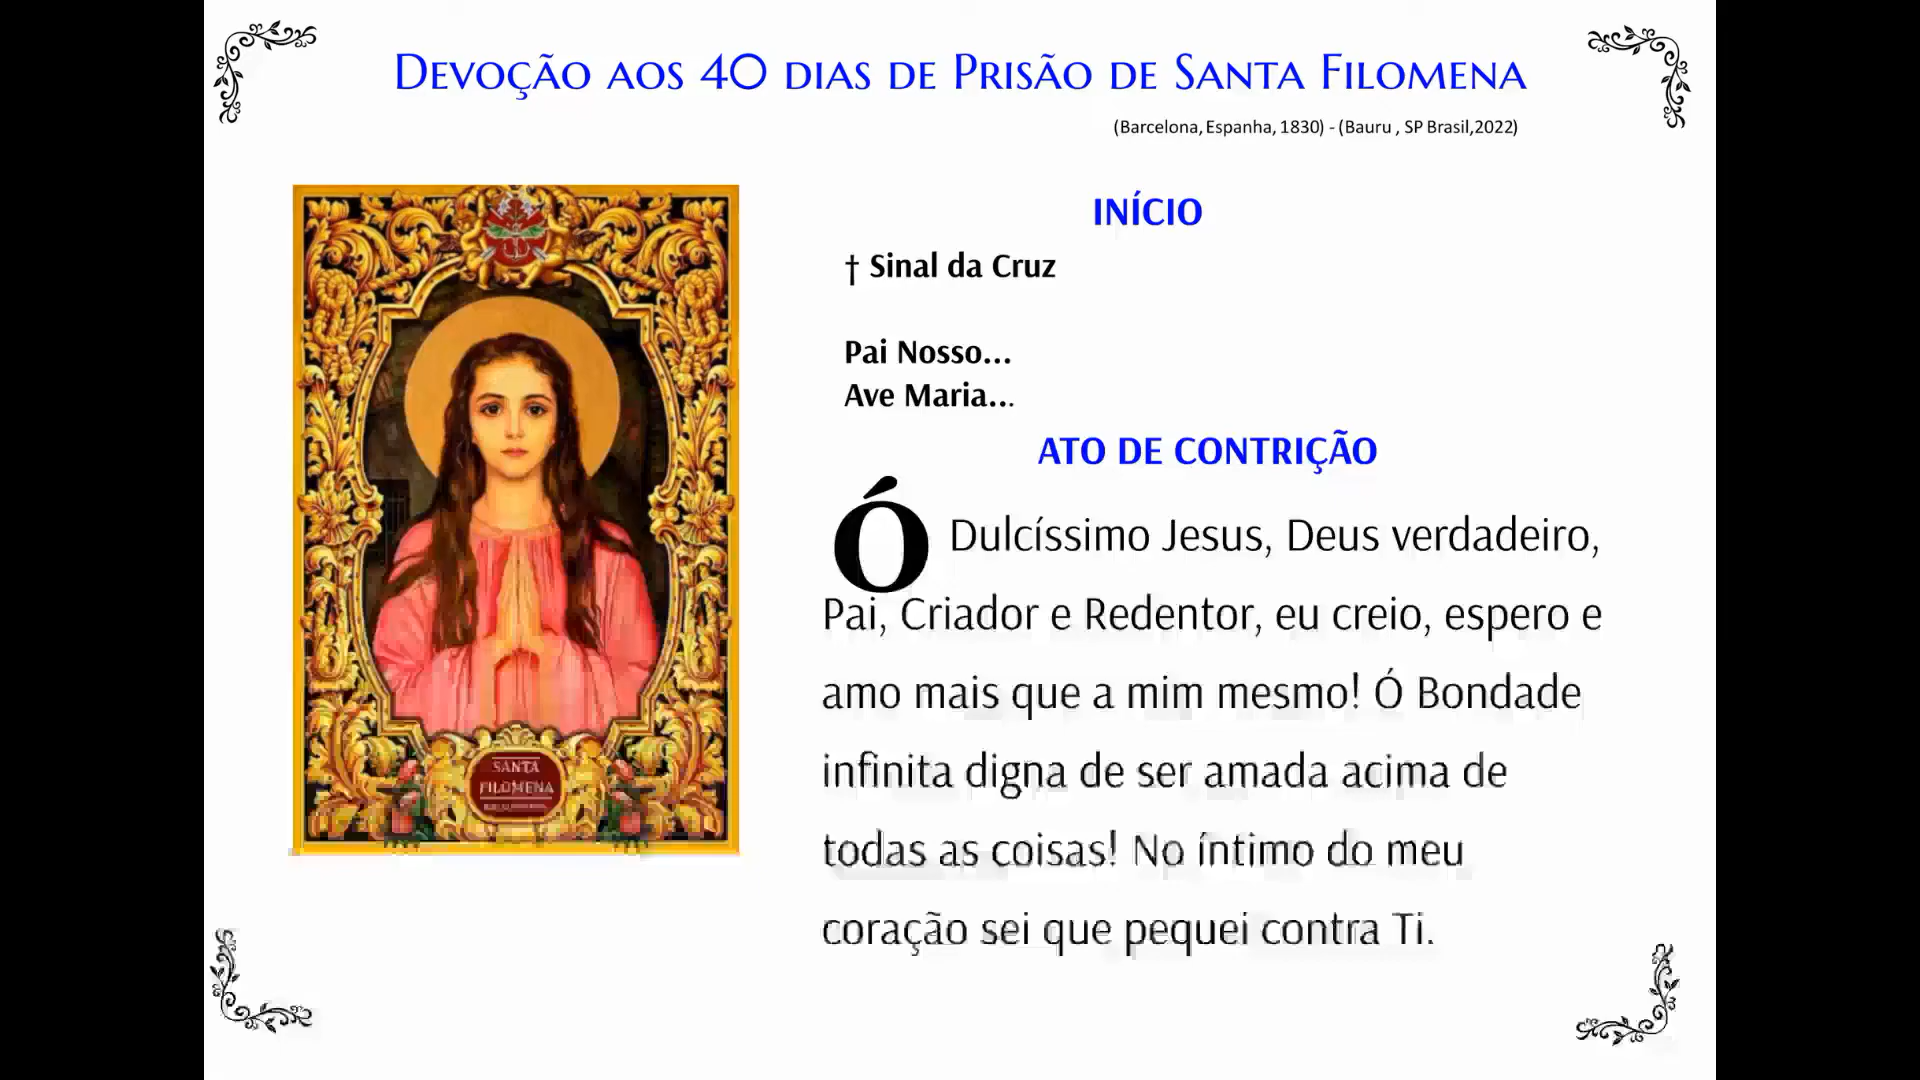 Devoção aos 40 dias de Prisão de Santa Filomena
(Barcelona, Espanha, 1830) - (Bauru , SP Brasil,2022)
INÍCIO
† Sinal da Cruz
Pai Nosso...
Ave Maria...
ATO DE CONTRIÇÃO
Ó Dulcíssimo Jesus, Deus verdadeiro,
Pai, Criador e Redentor, eu creio, espero e
amo mais que a mim mesmo! Ó Bondade
infinita digna de ser amada acima de
todas as coisas! No íntimo do meu
coração sei que pequei contra Ti.
SANTA
FILOMENA